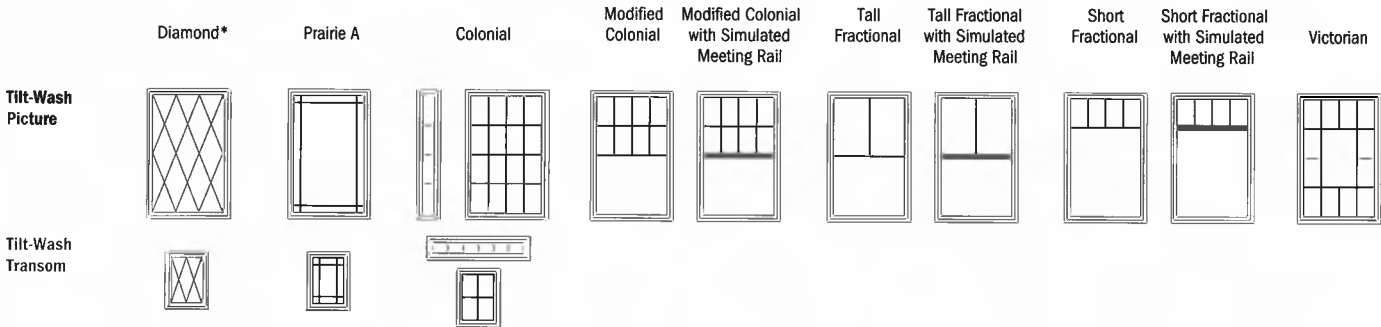 Diamond*
Prairie A
Colonial
Modified
Colonial
Modified Colonial
with Simulated
Meeting Rail
Tall
Fractional
Tall Fractional
with Simulated
Meeting Rail
Short
Fractional
Short Fractional
with Simulated
Meeting Rail
Victorian
Tilt-Wash
Picture
Tilt-Wash
Transom